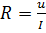 R = u/I